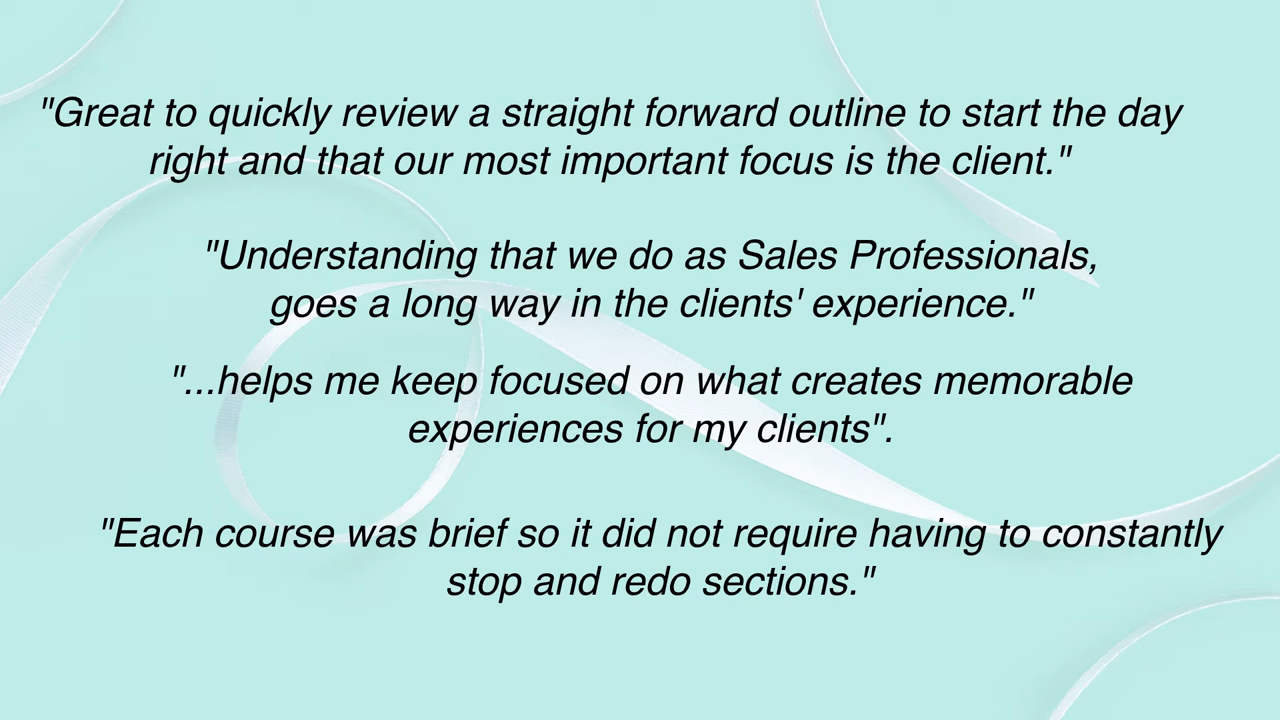 "Great to quickly review a straight forward outline to start the day
right and that our most important focus is the client."
"Understanding that we do as Sales Professionals,
goes a long way in the clients' experience."
"...helps me keep focused on what creates memorable
experiences for my clients".
"Each course was brief so it did not require having to constantly
stop and redo sections."